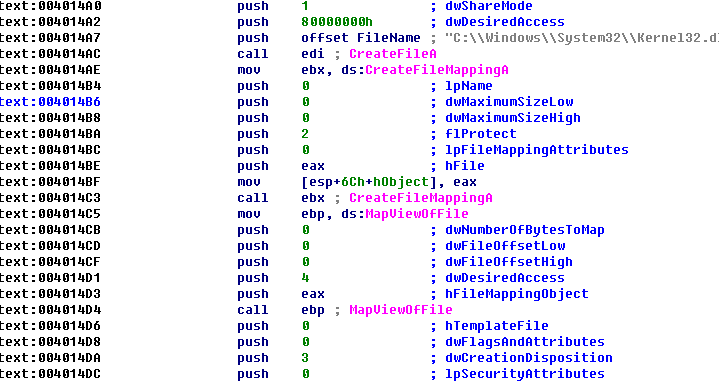 text:004014A0 push 1 ; dwShareMode
text:004014A2 push 80000000h ; dwDesiredAccess
text:004014A7 push offset FileName ; "C:\\Windows\\System32\\Kernel32.d
text:004014AC call edi ; CreateFileA
text:004014AE mov ebx, ds:CreateFileMappingA
text:004014B4 push 0 ; lpName
text:004014B6 push 0 ; dwMaximumSizeLow
text:004014B8 push 0 ; dwMaximumSizeHigh
text:004014BA push 2 ; flProtect
text:004014BC push 0 ; lpFileMappingAttributes
text:004014BE push eax ; hFile
text:004014BF mov [esp+6Ch+hObject], eax
text:004014C3 call ebx ; CreateFileMappingA
text:004014C5 mov ebp, ds:MapViewOfFile
text:004014CB push 0 ; dwNumberOfBytesToMap
text:004014CD push 0 ; dwFileOffsetLow
text:004014CF push 0 ; dwFileOffsetHigh
text:004014D1 push 4 ; dwDesiredAccess
text:004014D3 push eax ; hFileMappingObject
text:004014D4 call ebp ; MapViewOfFile
text:004014D6 push 0 ; hTemplateFile
text:004014D8 push 0 ; dwFlagsAndAttributes
text:004014DA push 3 ; dwCreationDisposition
text:004014DC push 0 ; lpSecurityAttributes